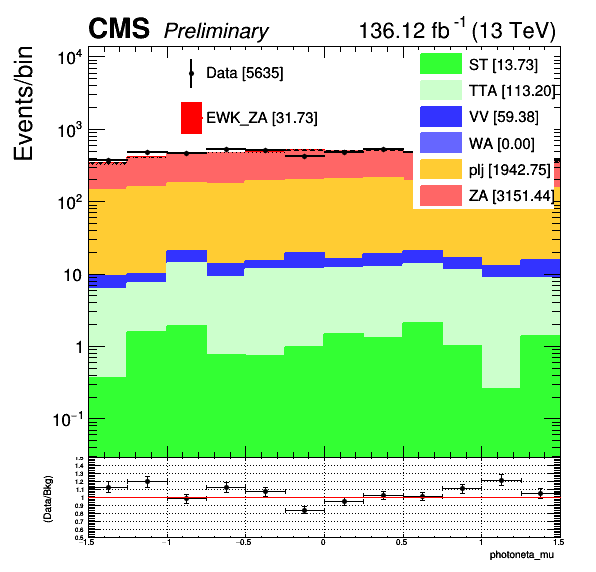 CMS Preliminary 136.12 fb⁻¹ (13 TeV)
Events/bin
10⁴
10³
10²
10
1
10⁻¹
Data [5635]
EWK_ZA [31.73]
ST [13.73]
TTA [113.20]
VV [59.38]
WA [0.00]
plj [1942.75]
ZA [3151.44]
(Data/Bkg)
1.5
1.4
1.3
1.2
1.1
1
0.9
0.8
0.7
0.6
0.5
−1.5 −1 −0.5 0 0.5 1 1.5
photoneta_mu